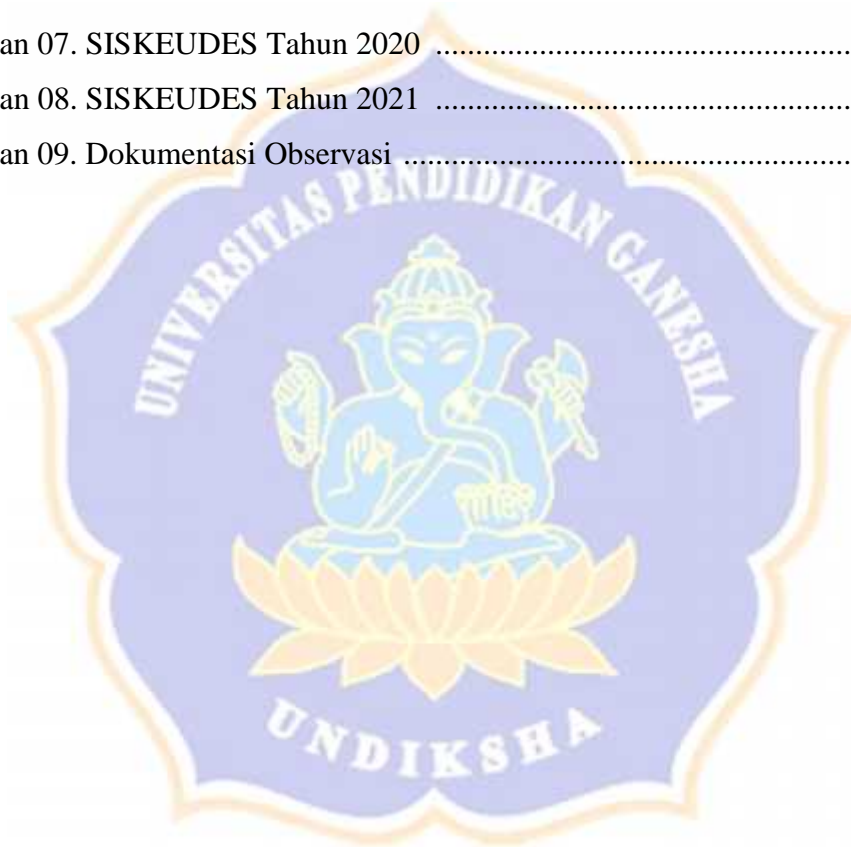 an 07. SISKEUDES Tahun 2020 ....................................................
an 08. SISKEUDES Tahun 2021 ....................................................
an 09. Dokumentasi Observasi ........................................................
UNIVERSITAS PENDIDIKAN GANESHA
UNDIKSHA